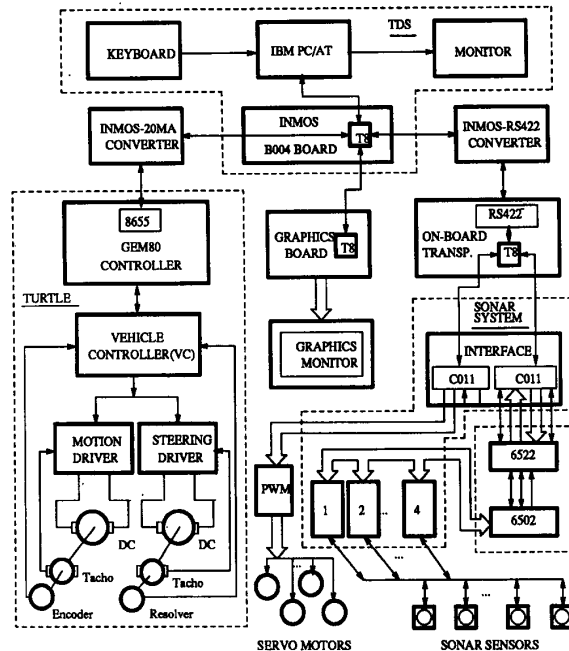 TDS
KEYBOARD
IBM PC/AT
MONITOR
INMOS-20MA
CONVERTER
INMOS
B004 BOARD
T8
INMOS-RS422
CONVERTER
8655
GEM80
CONTROLLER
GRAPHICS
BOARD
T8
RS422
ON-BOARD
TRANSP.
T8
TURTLE
SONAR
SYSTEM
VEHICLE
CONTROLLER(VC)
GRAPHICS
MONITOR
INTERFACE
C011
C011
MOTION
DRIVER
STEERING
DRIVER
6522
PWM
1
2
...
4
6502
DC
DC
Tacho
Tacho
...
...
...
Encoder
Resolver
SERVO MOTORS
SONAR SENSORS